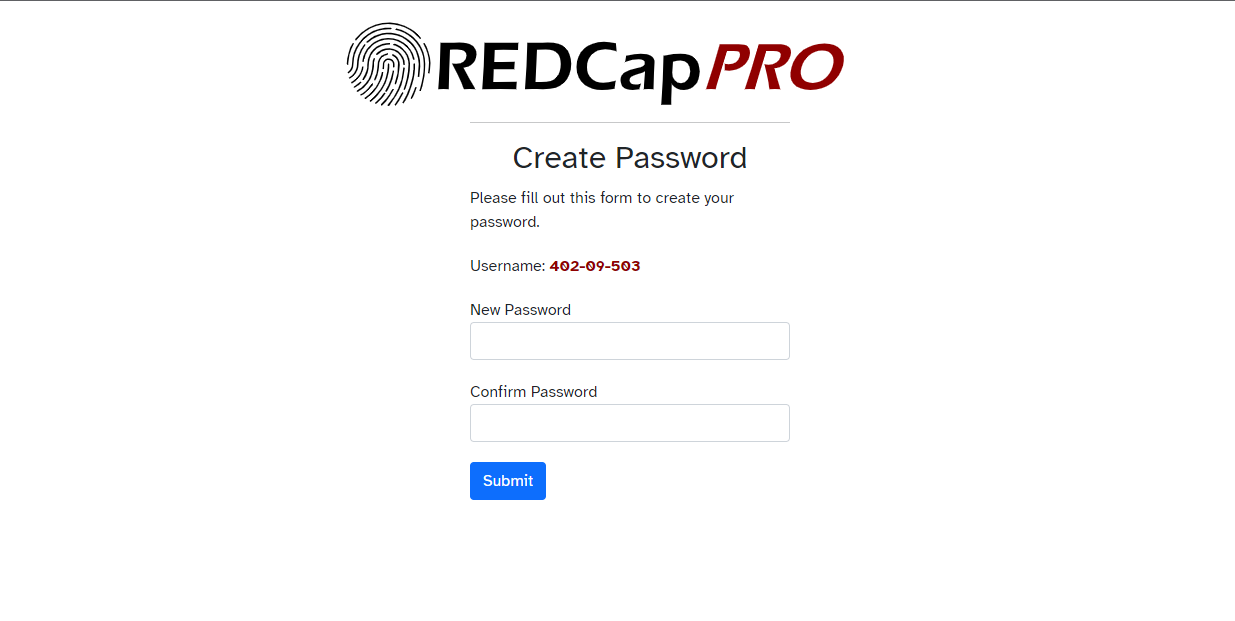 REDCapPRO
Create Password
Please fill out this form to create your
password.
Username: 402-09-503
New Password
Confirm Password
Submit